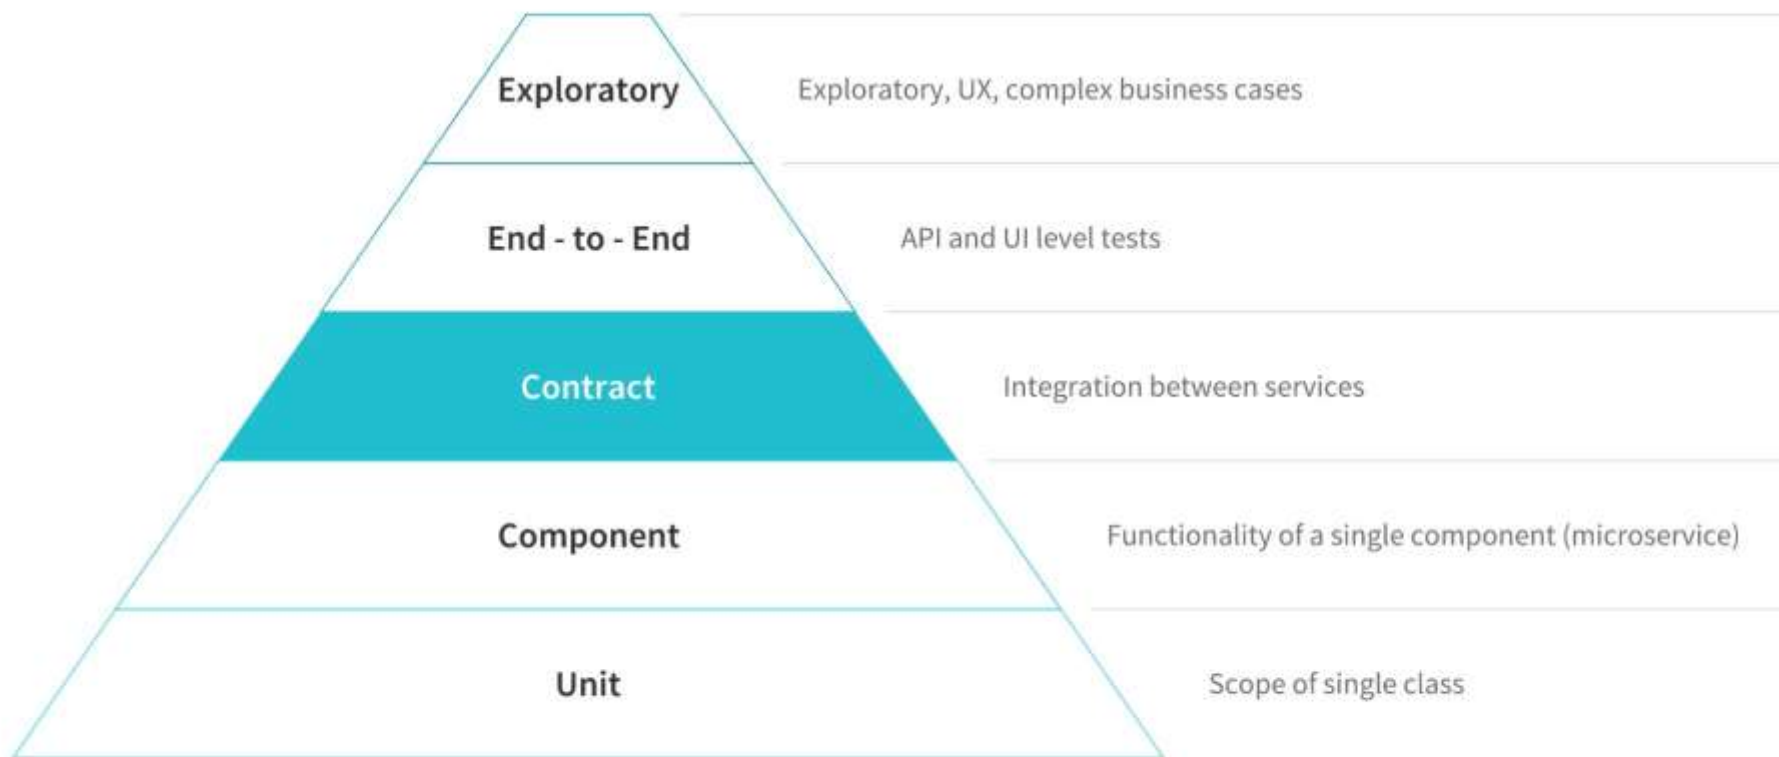 Exploratory
Exploratory, UX, complex business cases
End - to - End
API and UI level tests
Contract
Integration between services
Component
Functionality of a single component (microservice)
Unit
Scope of single class